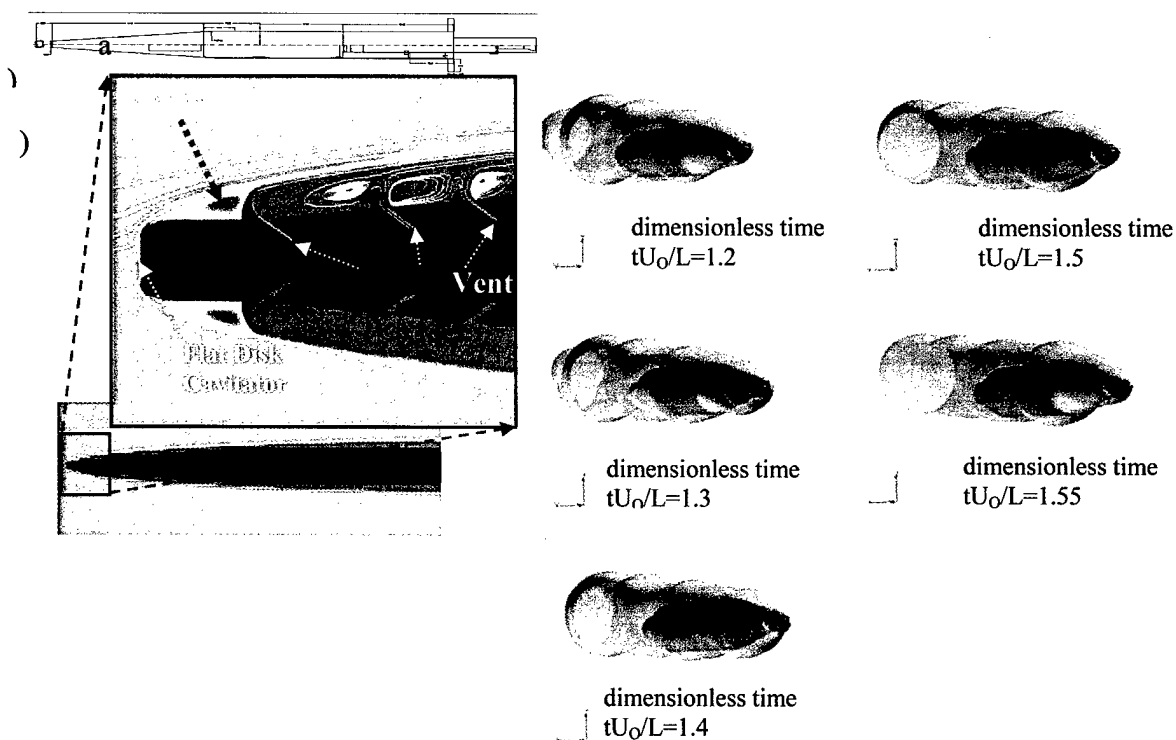 a
)
)
Vent
Flat Disk
Cavitator
dimensionless time
tU₀/L=1.2
dimensionless time
tU₀/L=1.5
dimensionless time
tU₀/L=1.3
dimensionless time
tU₀/L=1.55
dimensionless time
tU₀/L=1.4